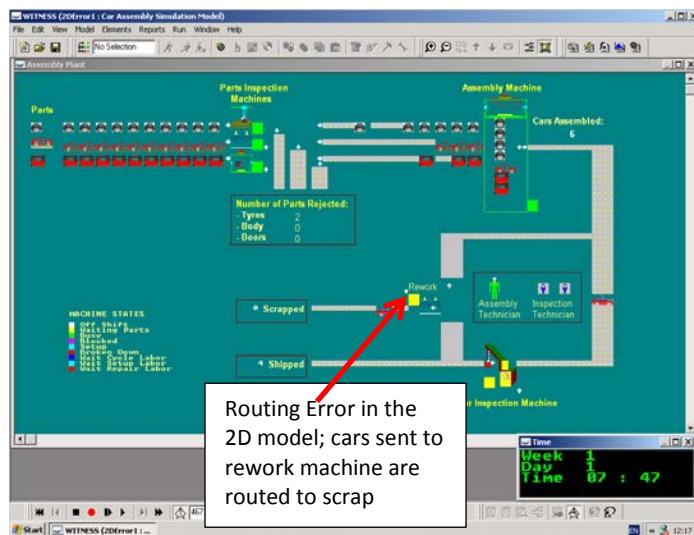 WITNESS (2DError1 : Car Assembly Simulation Model)
File Edit View Model Elements Reports Run Window Help
No Selection
Assembly Plant
Parts Inspection
Machines
Assembly Machine
Parts
Cars Assembled:
6
Number of Parts Rejected:
- Tyres 2
- Body 0
- Doors 0
Rework
0 Scrapped
Assembly
Technician
Inspection
Technician
MACHINE STATES
Off Shift
Waiting Parts
Busy
Blocked
Setup
Broken Down
Wait Cycle Labor
Wait Setup Labor
Wait Repair Labor
4 Shipped
Inspection Machine
Routing Error in the
2D model; cars sent to
rework machine are
routed to scrap
Time
Week 1
Day 1
Time 07 : 47
467
Start WITNESS (2DError1 : ...
EN
12:17